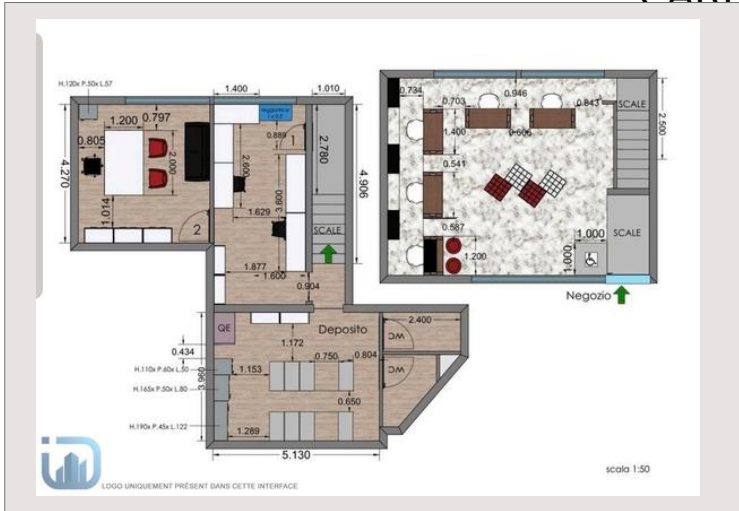 H.120x P.50x L.57
1.400
1.010
1.200
0.797
0.805
2.000
4.270
1.014
2
0.889
1
2.600
3.600
1.629
2.780
4.906
SCALE
1.877
1.600
0.904
0.734
0.703
0.946
0.843
SCALE
1.400
0.606
2.500
0.541
0.587
1.200
1.000
1.000
SCALE
Negozio
QE
Deposito
2.400
WC
WC
1.172
0.434
0.750
0.804
H.110x P.60x L.50
1.153
3.960
H.165x P.50x L.80
0.650
H.190x P.45x L.122
1.289
5.130
scala 1:50
LOGO UNIQUEMENT PRÉSENT DANS CETTE INTERFACE